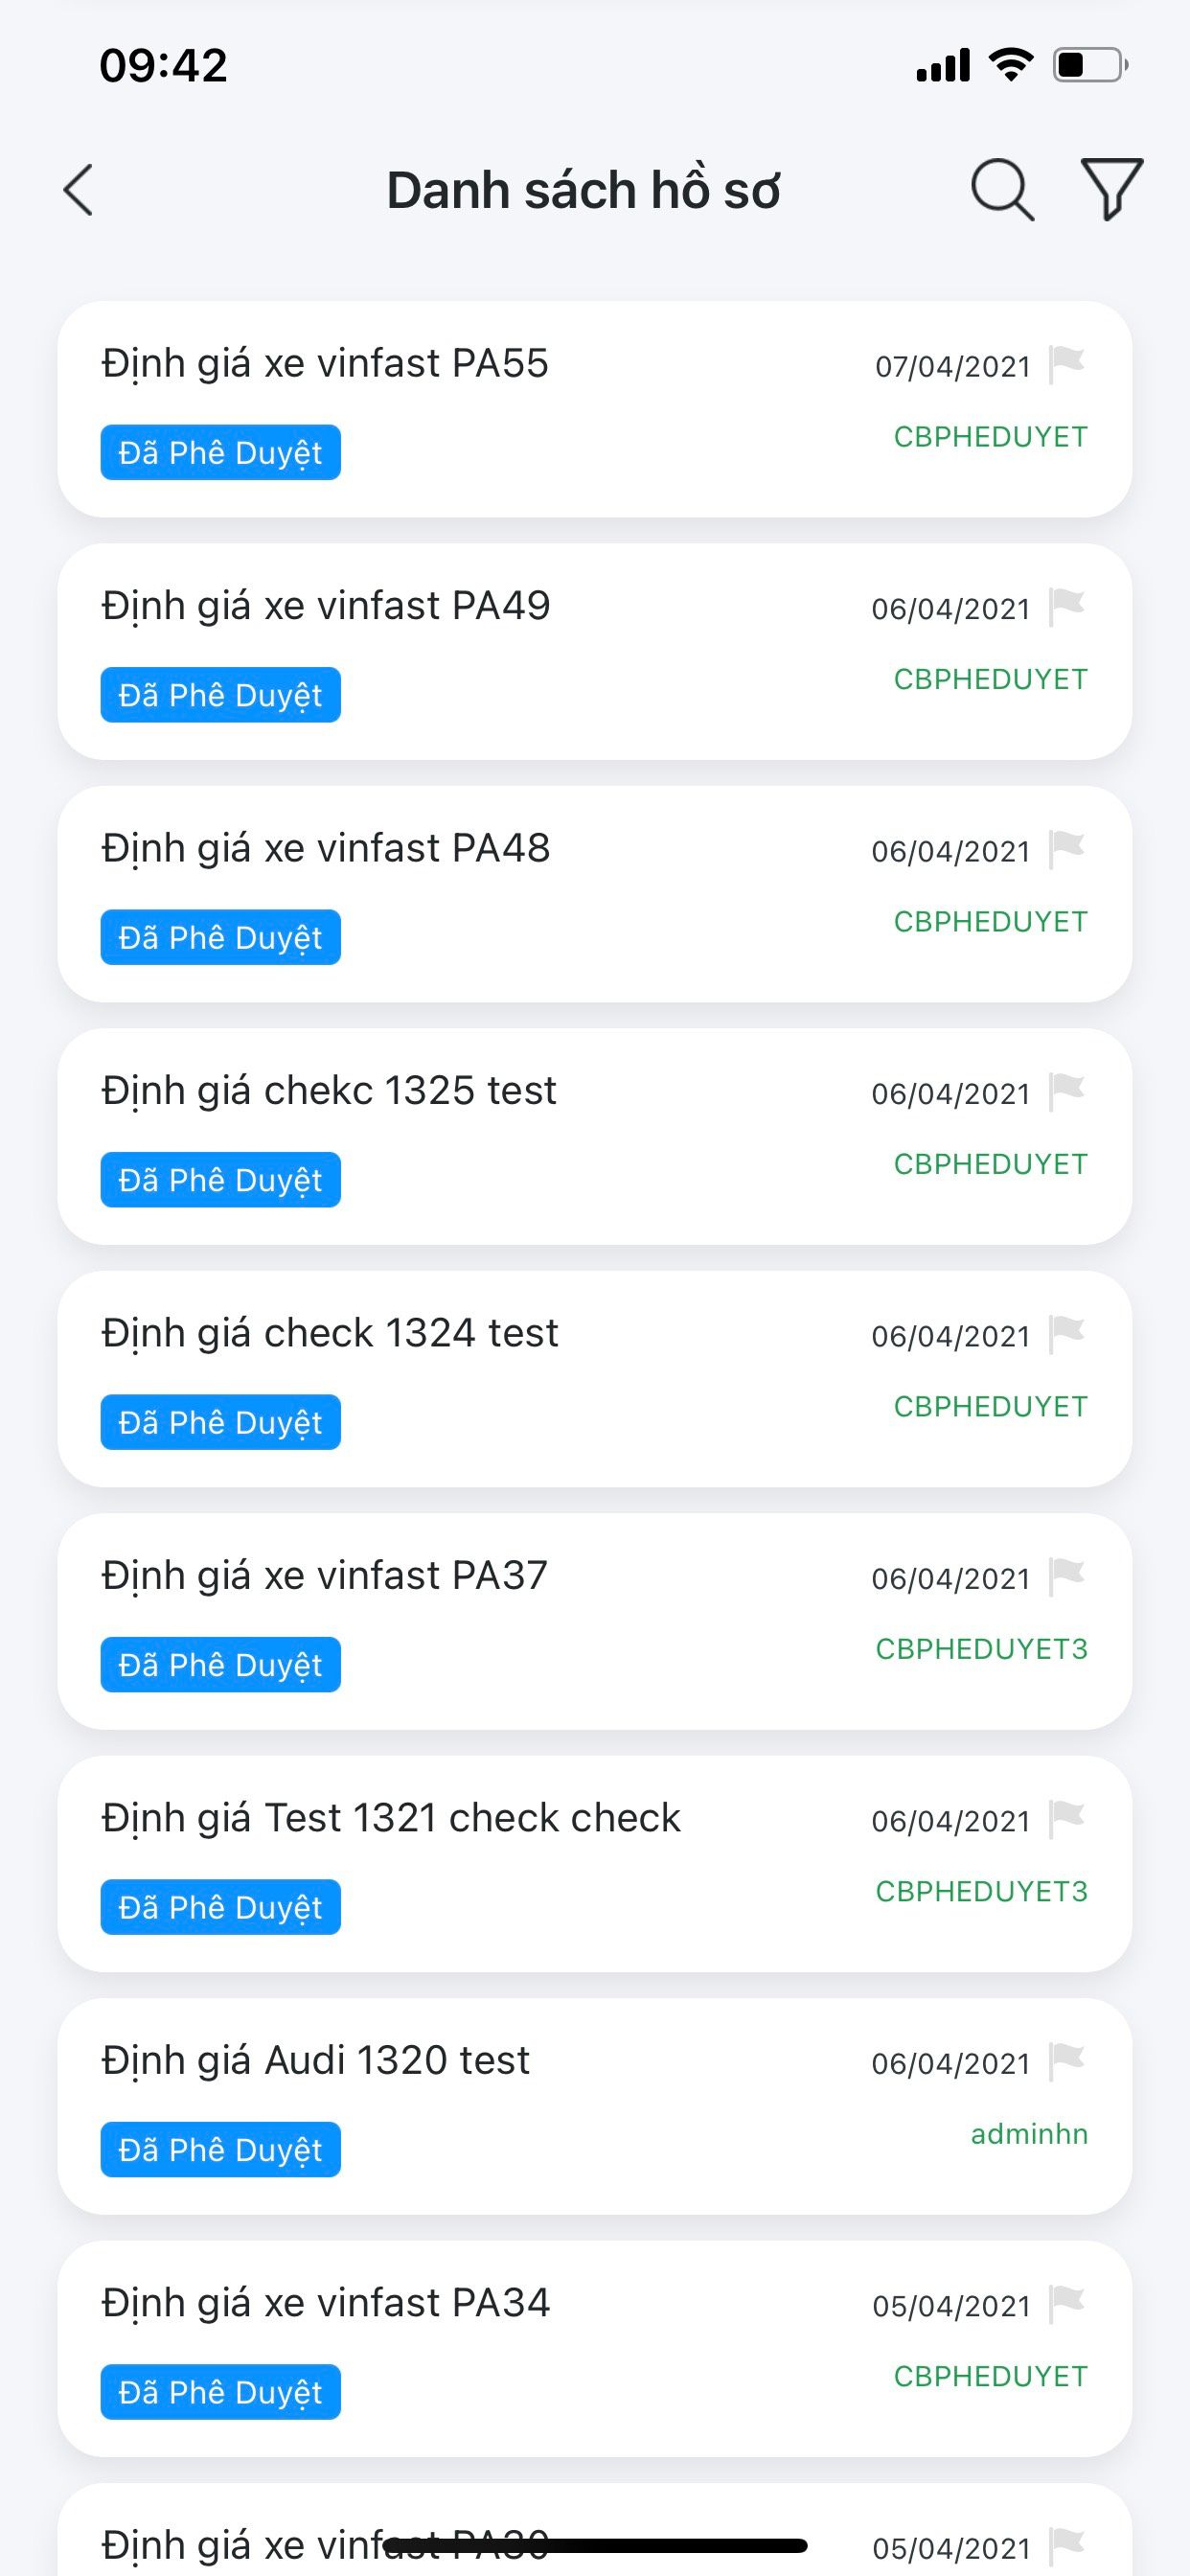 09:42
Danh sách hồ sơ
Định giá xe vinfast PA55
07/04/2021
Đã Phê Duyệt
CBPHEDUYET
Định giá xe vinfast PA49
06/04/2021
Đã Phê Duyệt
CBPHEDUYET
Định giá xe vinfast PA48
06/04/2021
Đã Phê Duyệt
CBPHEDUYET
Định giá chekc 1325 test
06/04/2021
Đã Phê Duyệt
CBPHEDUYET
Định giá check 1324 test
06/04/2021
Đã Phê Duyệt
CBPHEDUYET
Định giá xe vinfast PA37
06/04/2021
Đã Phê Duyệt
CBPHEDUYET3
Định giá Test 1321 check check
06/04/2021
Đã Phê Duyệt
CBPHEDUYET3
Định giá Audi 1320 test
06/04/2021
Đã Phê Duyệt
adminhn
Định giá xe vinfast PA34
05/04/2021
Đã Phê Duyệt
CBPHEDUYET
Định giá xe vinfast
05/04/2021